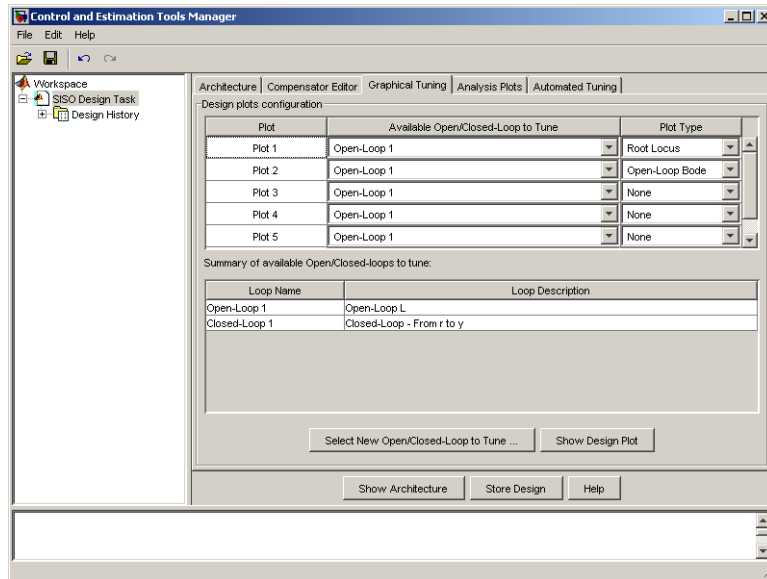 Control and Estimation Tools Manager
File Edit Help
Workspace
SISO Design Task
Design History
Architecture Compensator Editor Graphical Tuning Analysis Plots Automated Tuning
Design plots configuration
Plot Available Open/Closed-Loop to Tune Plot Type
Plot 1 Open-Loop 1 Root Locus
Plot 2 Open-Loop 1 Open-Loop Bode
Plot 3 Open-Loop 1 None
Plot 4 Open-Loop 1 None
Plot 5 Open-Loop 1 None
Summary of available Open/Closed-loops to tune:
Loop Name Loop Description
Open-Loop 1 Open-Loop L
Closed-Loop 1 Closed-Loop - From r to y
Select New Open/Closed-Loop to Tune ... Show Design Plot
Show Architecture Store Design Help